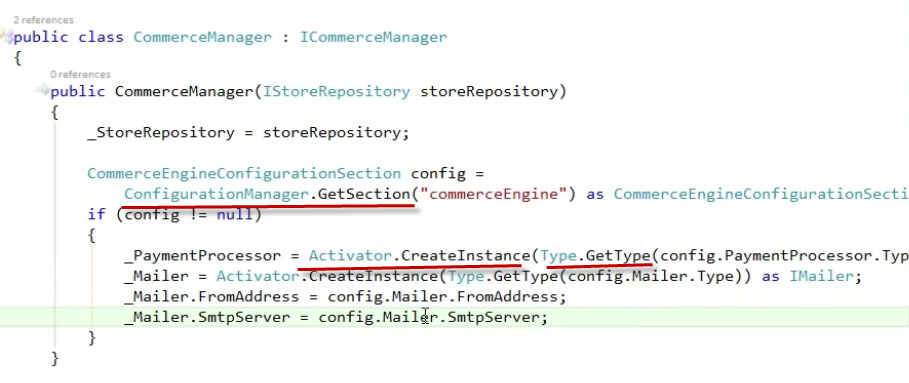 2 references
public class CommerceManager : ICommerceManager
{
0 references
public CommerceManager(IStoreRepository storeRepository)
{
_StoreRepository = storeRepository;
CommerceEngineConfigurationSection config =
ConfigurationManager.GetSection("commerceEngine") as CommerceEngineConfigurationSecti
if (config != null)
{
_PaymentProcessor = Activator.CreateInstance(Type.GetType(config.PaymentProcessor.Typ
_Mailer = Activator.CreateInstance(Type.GetType(config.Mailer.Type)) as IMailer;
_Mailer.FromAddress = config.Mailer.FromAddress;
_Mailer.SmtpServer = config.Mailer.SmtpServer;
}
}